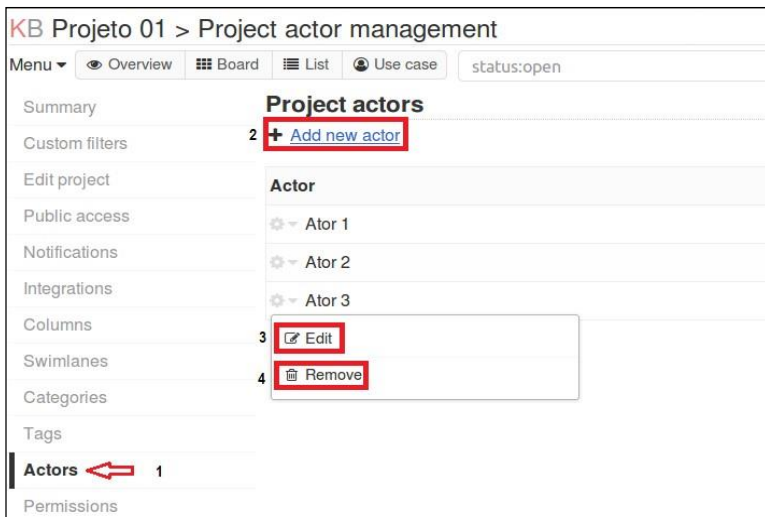 KB Projeto 01 > Project actor management
Menu Overview Board List Use case status:open
Summary
Custom filters
Edit project
Public access
Notifications
Integrations
Columns
Swimlanes
Categories
Tags
Actors 1
Permissions
Project actors
2 + Add new actor
Actor
Ator 1
Ator 2
Ator 3
3 Edit
4 Remove